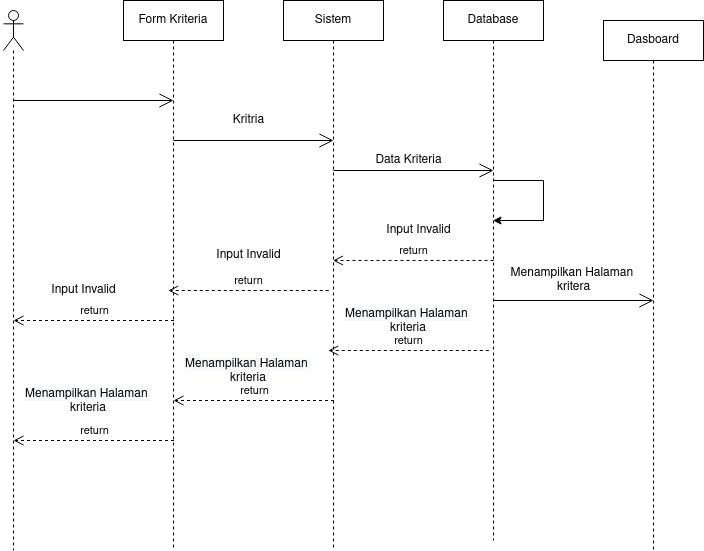 Form Kriteria
Sistem
Database
Dasboard
Kritria
Data Kriteria
Input Invalid
return
Input Invalid
return
Menampilkan Halaman
kritera
Input Invalid
return
Menampilkan Halaman
kriteria
return
Menampilkan Halaman
kriteria
return
Menampilkan Halaman
kriteria
return